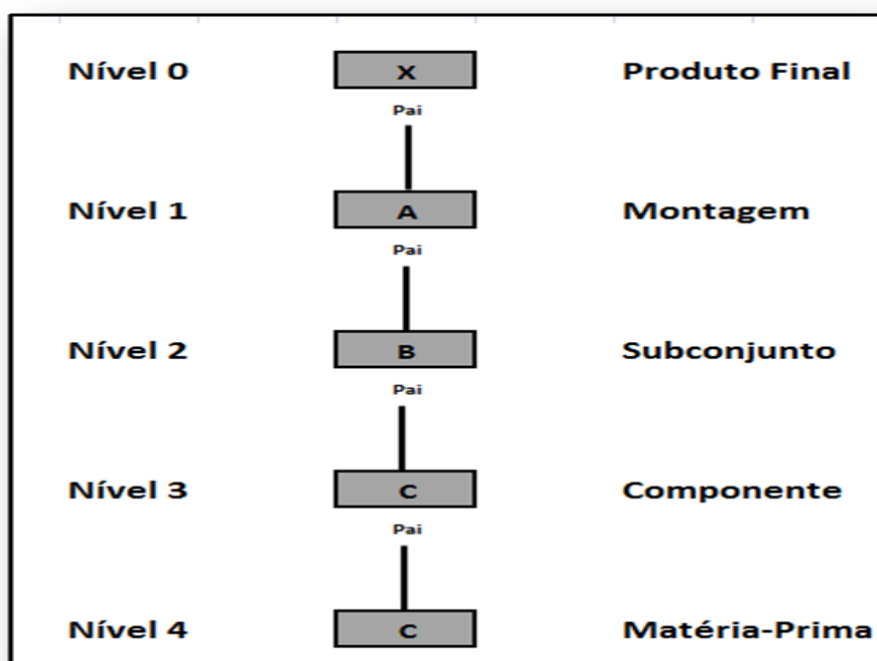 Nível 0 X Produto Final
Pai
Nível 1 A Montagem
Pai
Nível 2 B Subconjunto
Pai
Nível 3 C Componente
Pai
Nível 4 C Matéria-Prima